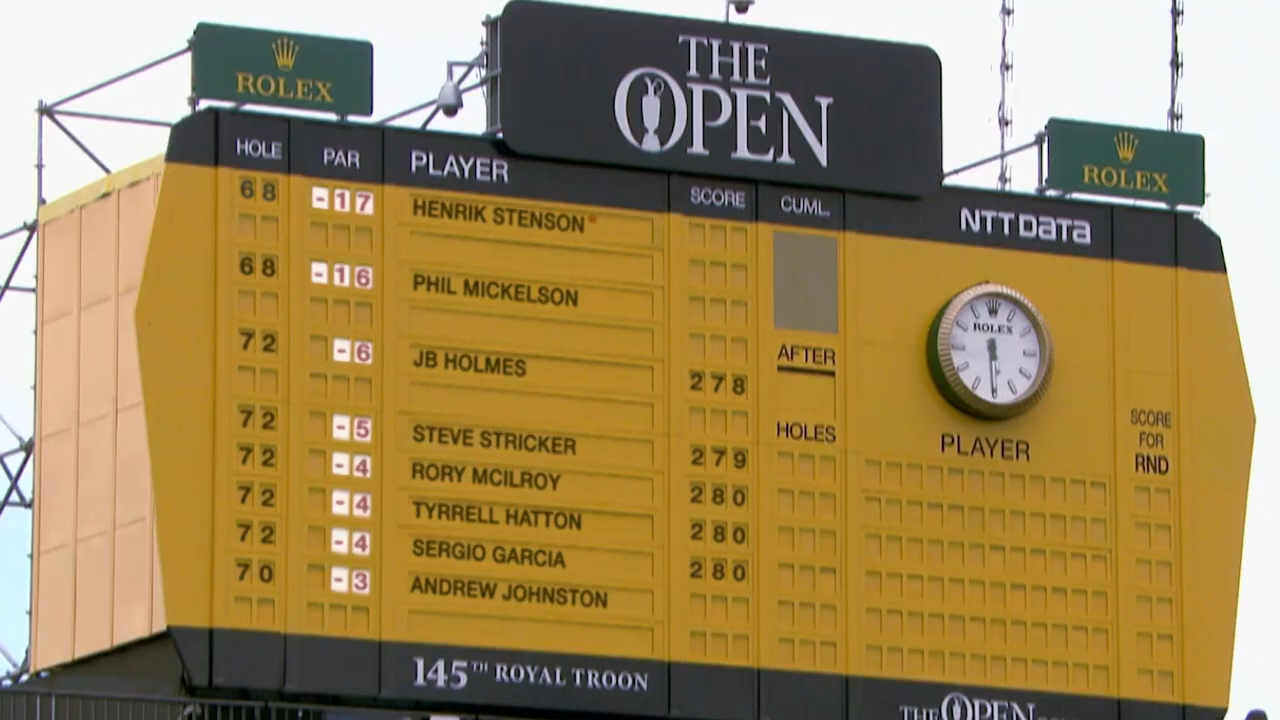 ROLEX
THE
OPEN
ROLEX
HOLE PAR PLAYER SCORE CUML. NTT DATA
68 -17 HENRIK STENSON*
68 -16 PHIL MICKELSON
ROLEX
72 -6 JB HOLMES 278
AFTER
HOLES
PLAYER
SCORE
FOR
RND
72 -5 STEVE STRICKER 279
72 -4 RORY MCILROY 280
72 -4 TYRRELL HATTON 280
72 -4 SERGIO GARCIA 280
70 -3 ANDREW JOHNSTON
145TH ROYAL TROON
THE OPEN